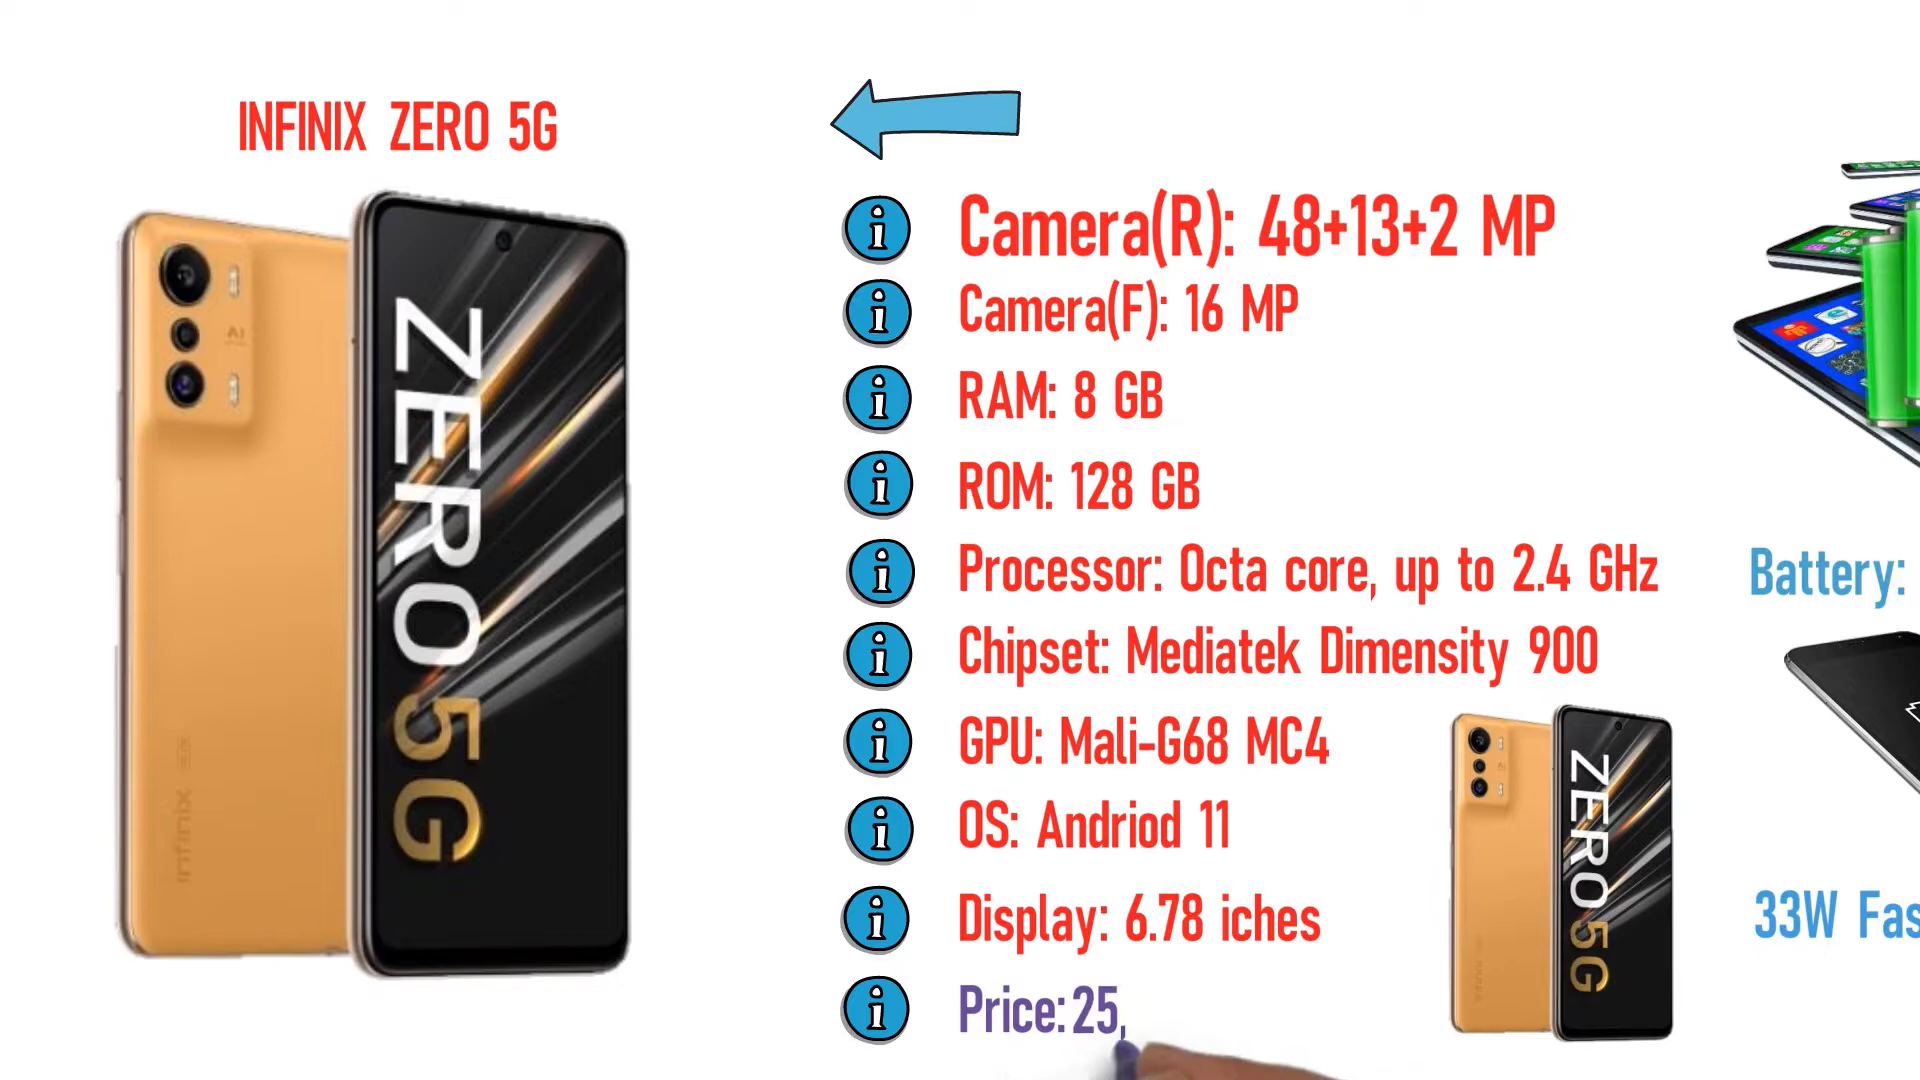 INFINIX ZERO 5G
Camera(R): 48+13+2 MP
Camera(F): 16 MP
RAM: 8 GB
ROM: 128 GB
Processor: Octa core, up to 2.4 GHz
Chipset: Mediatek Dimensity 900
GPU: Mali-G68 MC4
OS: Andriod 11
Display: 6.78 iches
Price: 25,
Battery:
33W Fas
ZERO 5G
AI
Infinix
ZERO 5G